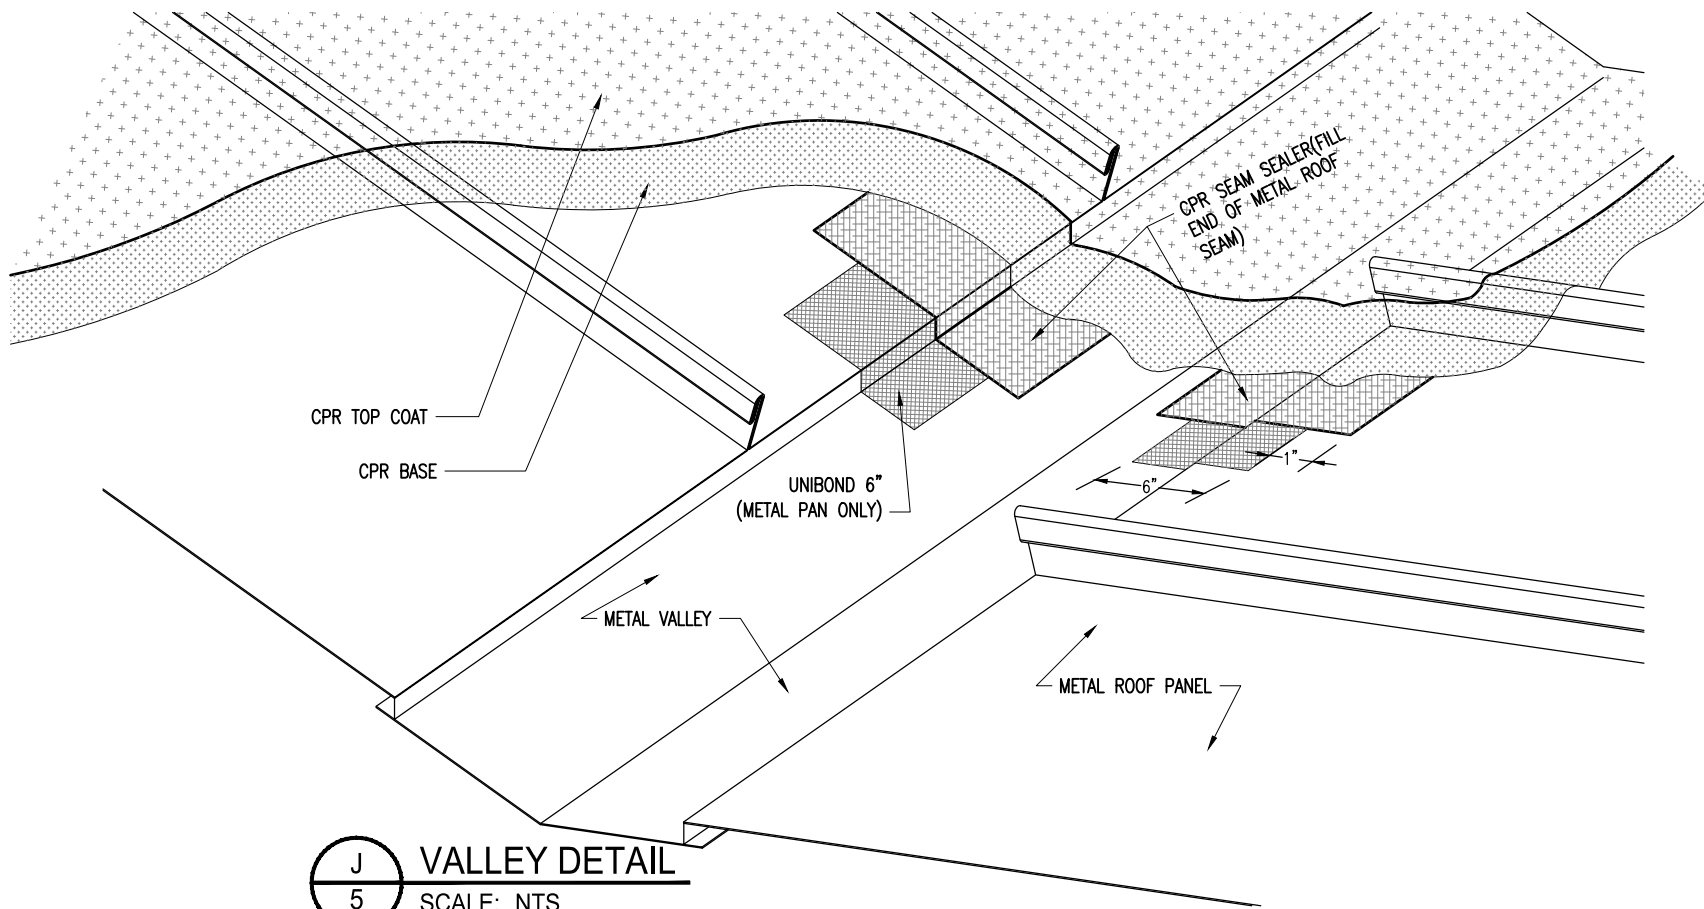 CPR SEAM SEALER(FILL
END OF METAL ROOF
SEAM)
CPR TOP COAT
CPR BASE
UNIBOND 6"
(METAL PAN ONLY)
1"
6"
METAL VALLEY
METAL ROOF PANEL
J
5
VALLEY DETAIL
SCALE: NTS